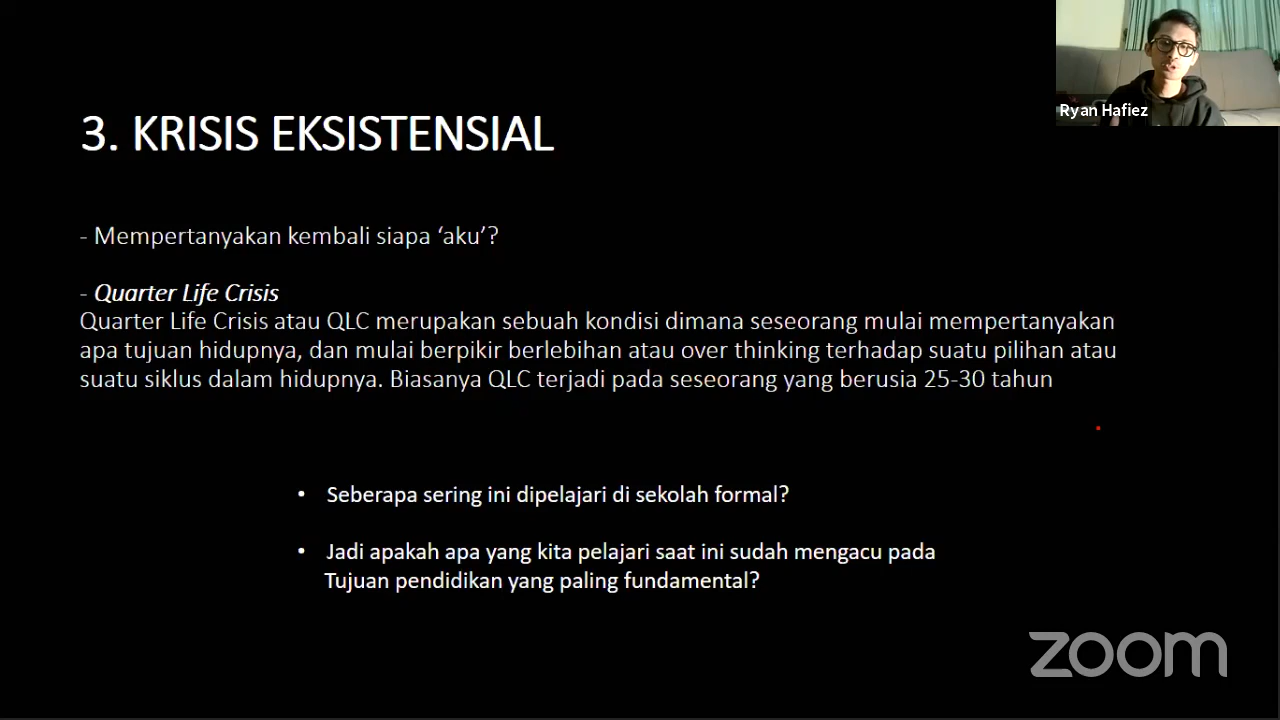 Ryan Hafiez
3. KRISIS EKSISTENSIAL
- Mempertanyakan kembali siapa ‘aku’?
- Quarter Life Crisis
Quarter Life Crisis atau QLC merupakan sebuah kondisi dimana seseorang mulai mempertanyakan
apa tujuan hidupnya, dan mulai berpikir berlebihan atau over thinking terhadap suatu pilihan atau
suatu siklus dalam hidupnya. Biasanya QLC terjadi pada seseorang yang berusia 25-30 tahun
• Seberapa sering ini dipelajari di sekolah formal?
• Jadi apakah apa yang kita pelajari saat ini sudah mengacu pada
Tujuan pendidikan yang paling fundamental?
zoom